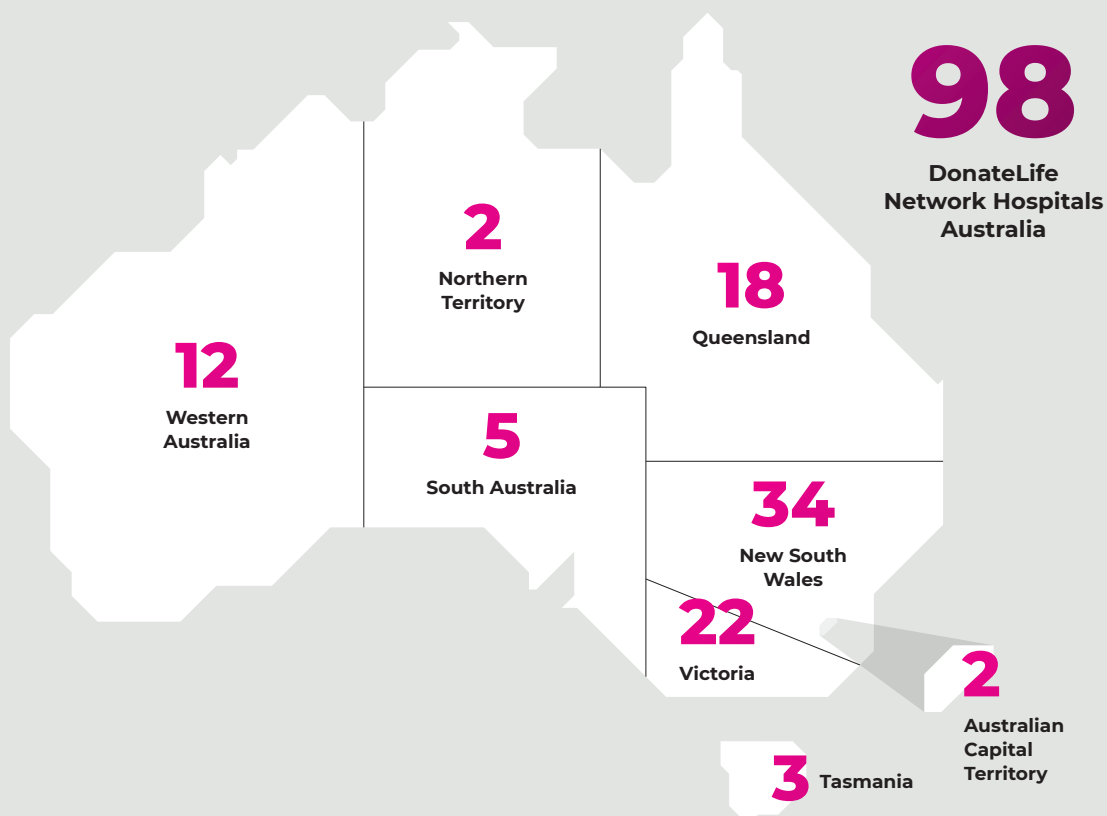 98
DonateLife
Network Hospitals
Australia
2
Northern
Territory
18
Queensland
12
Western
Australia
5
South Australia
34
New South
Wales
22
Victoria
2
Australian
Capital
Territory
3
Tasmania